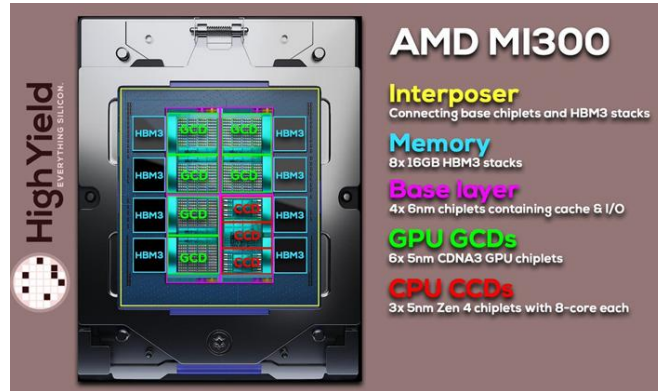 HighYield
EVERYTHING SILICON.
AMD MI300
Interposer
Connecting base chiplets and HBM3 stacks
Memory
8x 16GB HBM3 stacks
Base layer
4x 6nm chiplets containing cache & I/O
GPU GCDs
6x 5nm CDNA3 GPU chiplets
CPU CCDs
3x 5nm Zen 4 chiplets with 8-core each
HBM3 GCD GCD HBM3
HBM3 GCD GCD HBM3
HBM3 GCD CCD HBM3
CCD
HBM3 GCD CCD HBM3